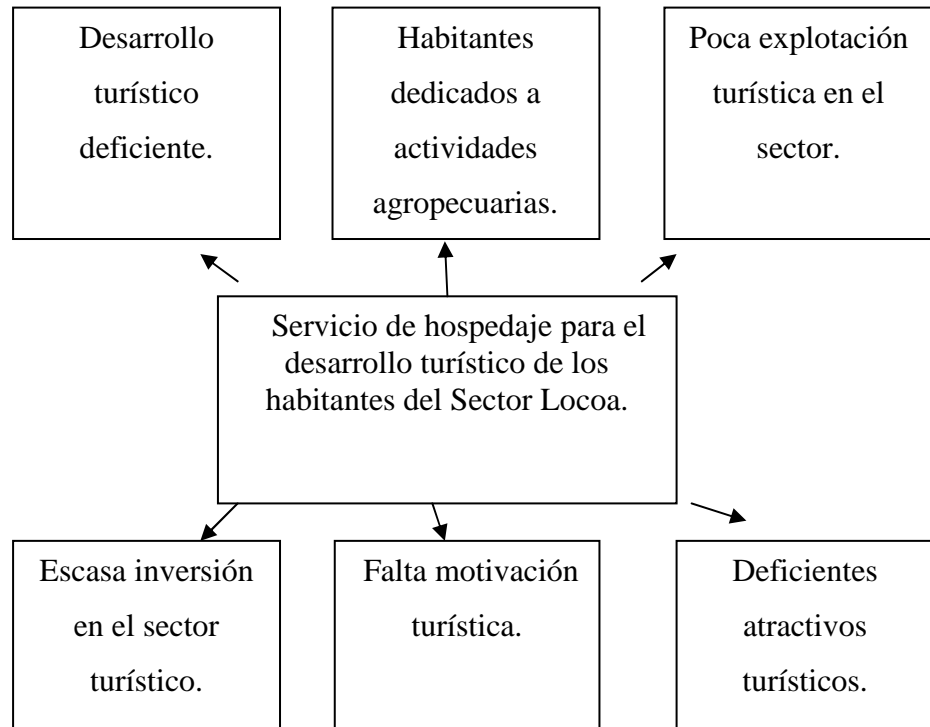 Desarrollo
turístico
deficiente.
Habitantes
dedicados a
actividades
agropecuarias.
Poca explotación
turística en el
sector.
Servicio de hospedaje para el
desarrollo turístico de los
habitantes del Sector Locoa.
Escasa inversión
en el sector
turístico.
Falta motivación
turística.
Deficientes
atractivos
turísticos.